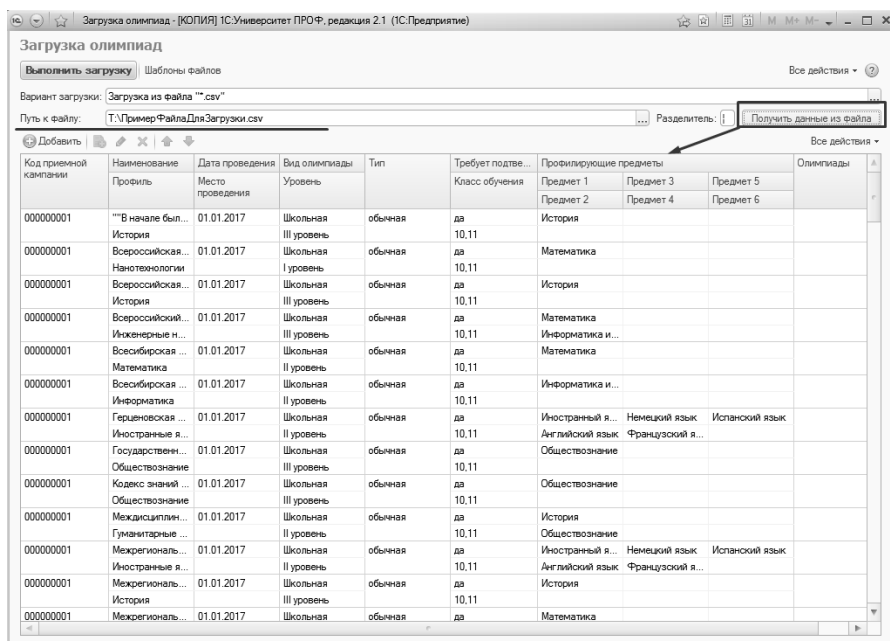 Загрузка олимпиад - [КОПИЯ] 1С:Университет ПРОФ, редакция 2.1 (1С:Предприятие) M M+ M-
Загрузка олимпиад
Выполнить загрузку Шаблоны файлов Все действия
Вариант загрузки: Загрузка из файла "*.csv" ...
Путь к файлу: T:\ПримерФайлаДляЗагрузки.csv ... Разделитель: Получить данные из файла
Добавить Все действия
Код приемной кампании Наименование Дата проведения Вид олимпиады Тип Требует подтве... Профилирующие предметы Олимпиады
Профиль Место проведения Уровень Класс обучения Предмет 1 Предмет 3 Предмет 5
Предмет 2 Предмет 4 Предмет 6
000000001 ""В начале был... 01.01.2017 Школьная обычная да История
История III уровень 10,11
000000001 Всероссийская... 01.01.2017 Школьная обычная да Математика
Нанотехнологии I уровень 10,11
000000001 Всероссийская... 01.01.2017 Школьная обычная да История
История III уровень 10,11
000000001 Всероссийский... 01.01.2017 Школьная обычная да Математика
Инженерные н... III уровень 10,11 Информатика и...
000000001 Всесибирская ... 01.01.2017 Школьная обычная да Математика
Математика II уровень 10,11
000000001 Всесибирская ... 01.01.2017 Школьная обычная да Информатика и...
Информатика II уровень 10,11
000000001 Герценовская ... 01.01.2017 Школьная обычная да Иностранный я... Немецкий язык Испанский язык
Иностранные я... II уровень 10,11 Английский язык Французский я...
000000001 Государственн... 01.01.2017 Школьная обычная да Обществознание
Обществознание III уровень 10,11
000000001 Кодекс знаний ... 01.01.2017 Школьная обычная да Обществознание
Обществознание III уровень 10,11
000000001 Междисциплин... 01.01.2017 Школьная обычная да История
Гуманитарные ... II уровень 10,11 Обществознание
000000001 Межрегиональ... 01.01.2017 Школьная обычная да Иностранный я... Немецкий язык Испанский язык
Иностранные я... II уровень 10,11 Английский язык Французский я...
000000001 Межрегиональ... 01.01.2017 Школьная обычная да История
История III уровень 10,11
000000001 Межрегиональ... 01.01.2017 Школьная обычная да Математика